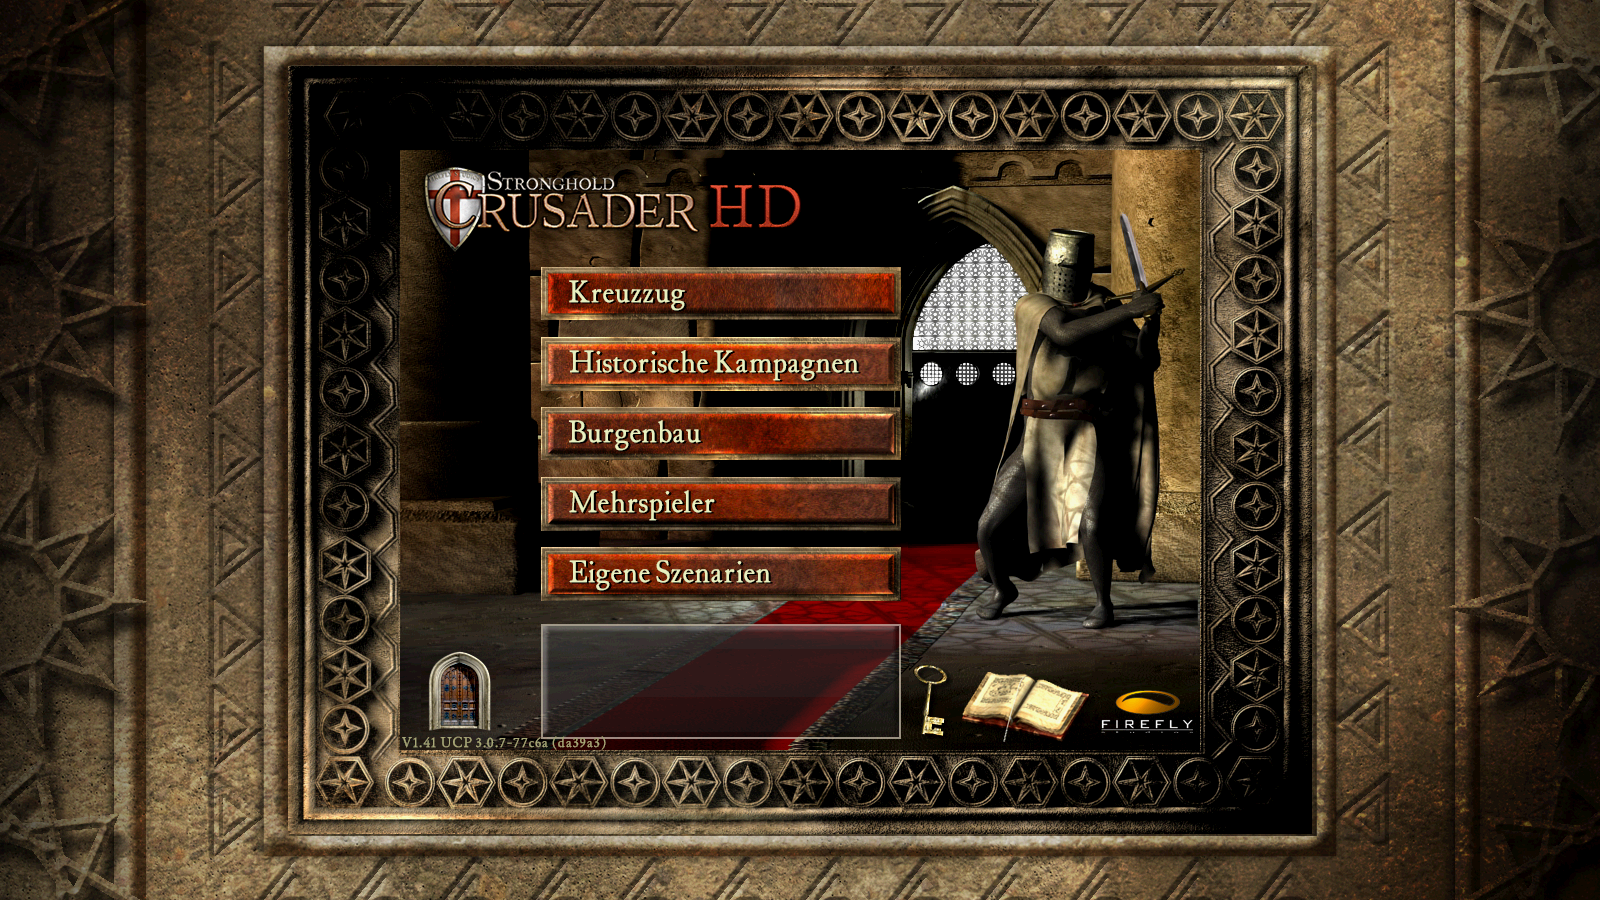 STRONGHOLD
CRUSADER HD
Kreuzzug
Historische Kampagnen
Burgenbau
Mehrspieler
Eigene Szenarien
FIREFLY
V1.41 UCP 3.0.7-77c6a (da39a3)